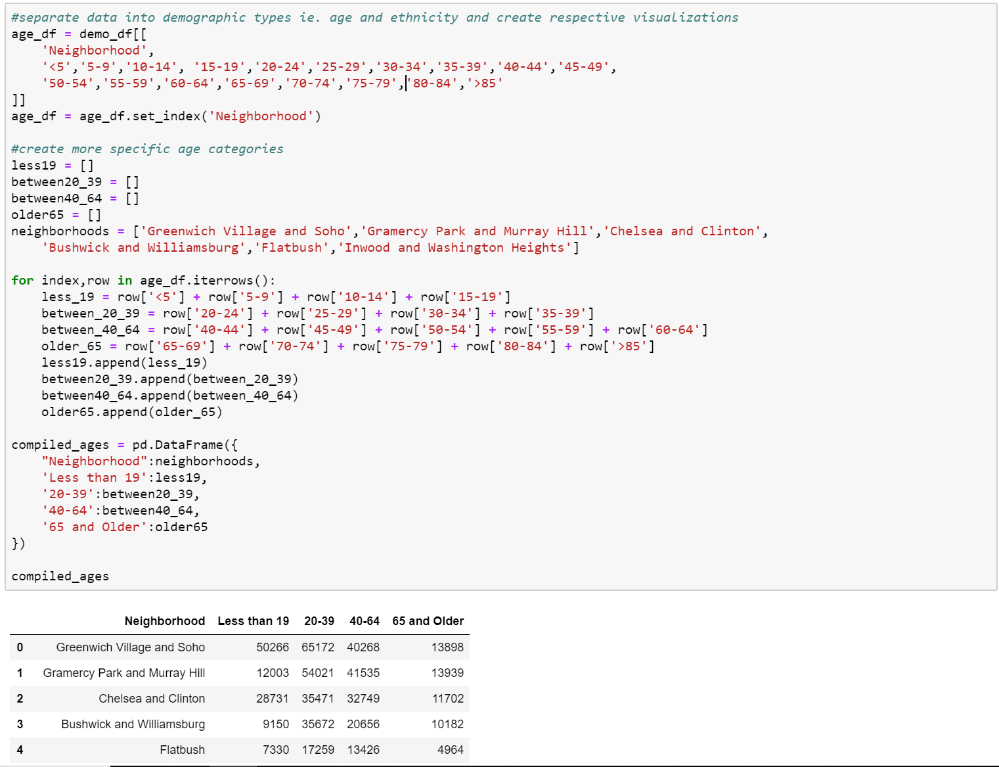 #separate data into demographic types ie. age and ethnicity and create respective visualizations
age_df = demo_df[[
    'Neighborhood',
    '<5','5-9','10-14', '15-19','20-24','25-29','30-34','35-39','40-44','45-49',
    '50-54','55-59','60-64','65-69','70-74','75-79','80-84','>85'
]]
age_df = age_df.set_index('Neighborhood')
#create more specific age categories
less19 = []
between20_39 = []
between40_64 = []
older65 = []
neighborhoods = ['Greenwich Village and Soho','Gramercy Park and Murray Hill','Chelsea and Clinton',
    'Bushwick and Williamsburg','Flatbush','Inwood and Washington Heights']
for index,row in age_df.iterrows():
    less_19 = row['<5'] + row['5-9'] + row['10-14'] + row['15-19']
    between_20_39 = row['20-24'] + row['25-29'] + row['30-34'] + row['35-39']
    between_40_64 = row['40-44'] + row['45-49'] + row['50-54'] + row['55-59'] + row['60-64']
    older_65 = row['65-69'] + row['70-74'] + row['75-79'] + row['80-84'] + row['>85']
    less19.append(less_19)
    between20_39.append(between_20_39)
    between40_64.append(between_40_64)
    older65.append(older_65)
compiled_ages = pd.DataFrame({
    "Neighborhood":neighborhoods,
    'Less than 19':less19,
    '20-39':between20_39,
    '40-64':between40_64,
    '65 and Older':older65
})
compiled_ages
Neighborhood Less than 19 20-39 40-64 65 and Older
0 Greenwich Village and Soho 50266 65172 40268 13898
1 Gramercy Park and Murray Hill 12003 54021 41535 13939
2 Chelsea and Clinton 28731 35471 32749 11702
3 Bushwick and Williamsburg 9150 35672 20656 10182
4 Flatbush 7330 17259 13426 4964